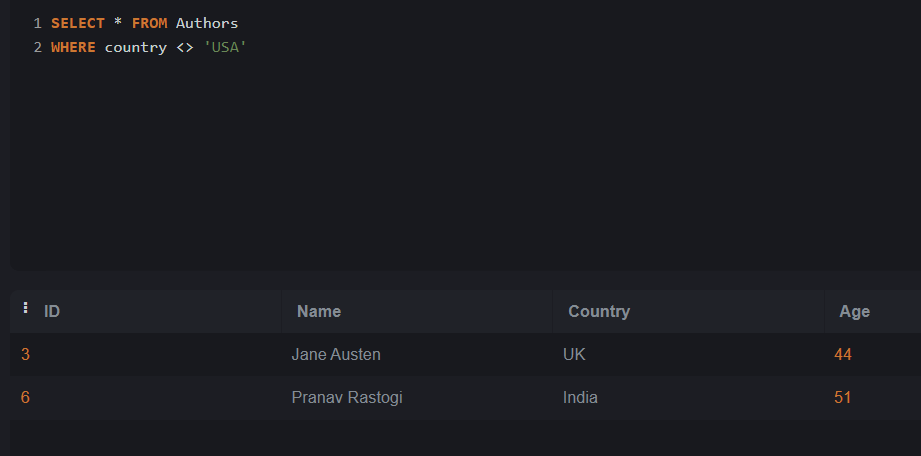 1 SELECT * FROM Authors
2 WHERE country <> 'USA'
ID Name Country Age
3 Jane Austen UK 44
6 Pranav Rastogi India 51